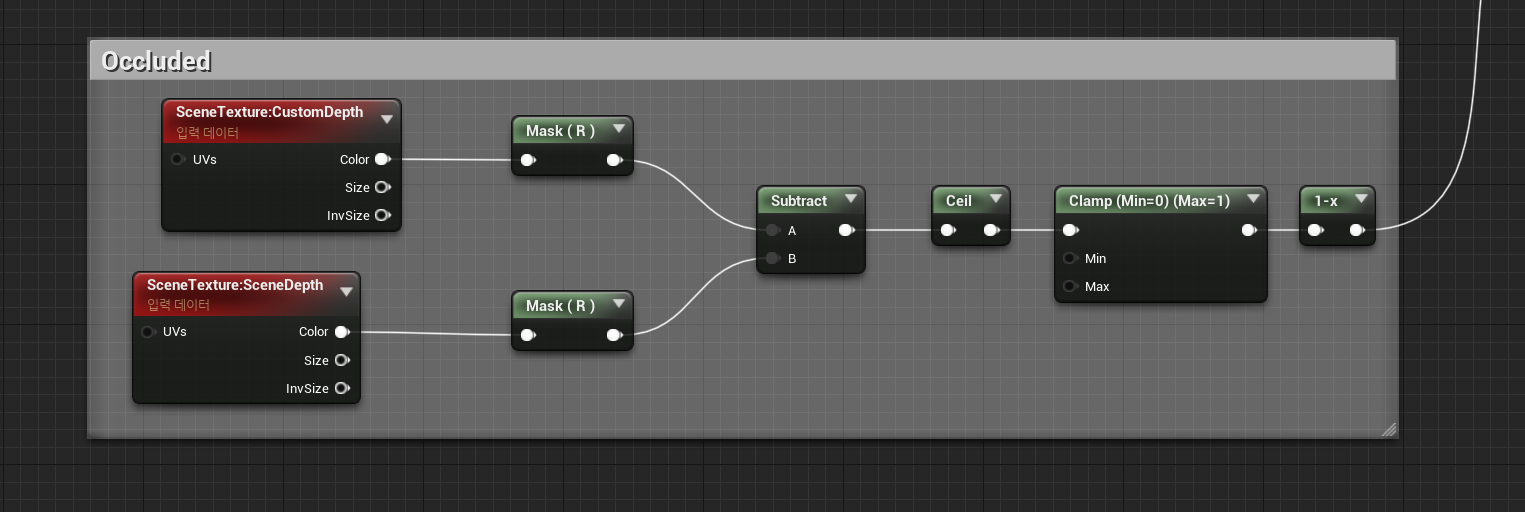 Occluded
SceneTexture:CustomDepth
입력 데이터
UVs
Color
Size
InvSize
Mask ( R )
SceneTexture:SceneDepth
입력 데이터
UVs
Color
Size
InvSize
Mask ( R )
Subtract
A
B
Ceil
Clamp (Min=0) (Max=1)
Min
Max
1-x